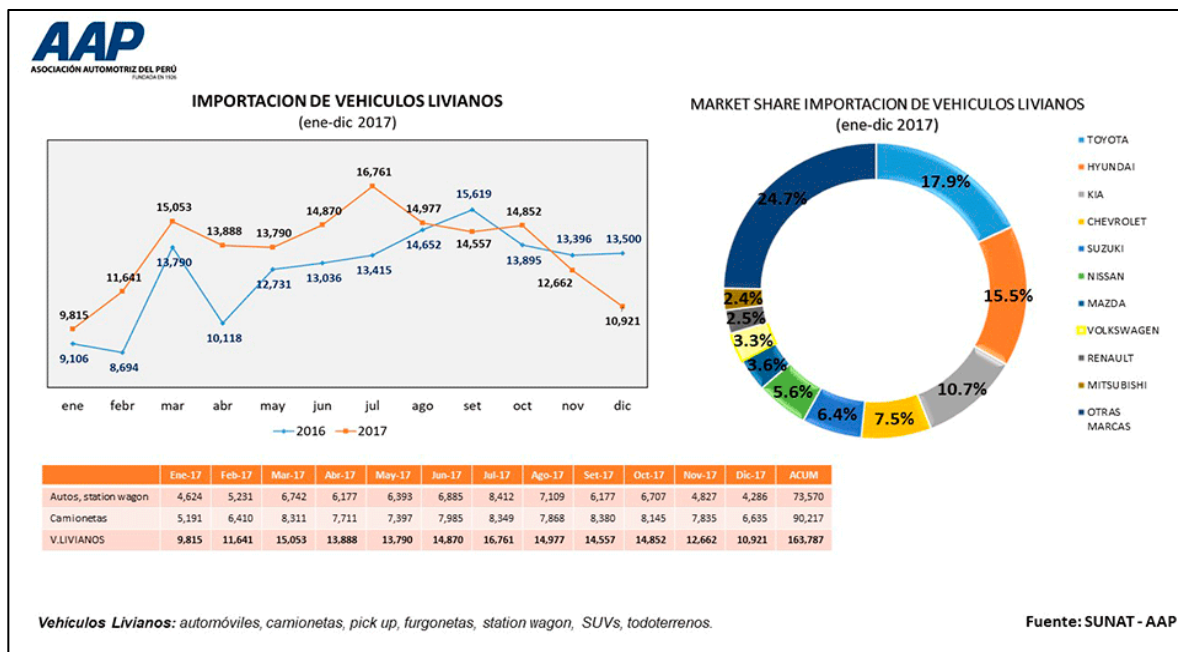 AAP
ASOCIACIÓN AUTOMOTRIZ DEL PERÚ
FUNDADA EN 1926
IMPORTACION DE VEHICULOS LIVIANOS
(ene-dic 2017)
16,761
15,053
13,888
13,790
14,870
14,977
15,619
14,852
13,396
13,500
11,641
9,815
13,790
12,731
13,036
13,415
14,652
14,557
13,895
12,662
10,921
9,106
8,694
10,118
ene febr mar abr may jun jul ago set oct nov dic
2016 2017
MARKET SHARE IMPORTACION DE VEHICULOS LIVIANOS
(ene-dic 2017)
17.9%
15.5%
10.7%
7.5%
6.4%
5.6%
3.6%
3.3%
2.5%
2.4%
24.7%
TOYOTA
HYUNDAI
KIA
CHEVROLET
SUZUKI
NISSAN
MAZDA
VOLKSWAGEN
RENAULT
MITSUBISHI
OTRAS
MARCAS
Ene-17 Feb-17 Mar-17 Abr-17 May-17 Jun-17 Jul-17 Ago-17 Set-17 Oct-17 Nov-17 Dic-17 ACUM
Autos, station wagon 4,624 5,231 6,742 6,177 6,393 6,885 8,412 7,109 6,177 6,707 4,827 4,286 73,570
Camionetas 5,191 6,410 8,311 7,711 7,397 7,985 8,349 7,868 8,380 8,145 7,835 6,635 90,217
V.LIVIANOS 9,815 11,641 15,053 13,888 13,790 14,870 16,761 14,977 14,557 14,852 12,662 10,921 163,787
Vehículos Livianos: automóviles, camionetas, pick up, furgonetas, station wagon, SUVs, todoterrenos.
Fuente: SUNAT - AAP